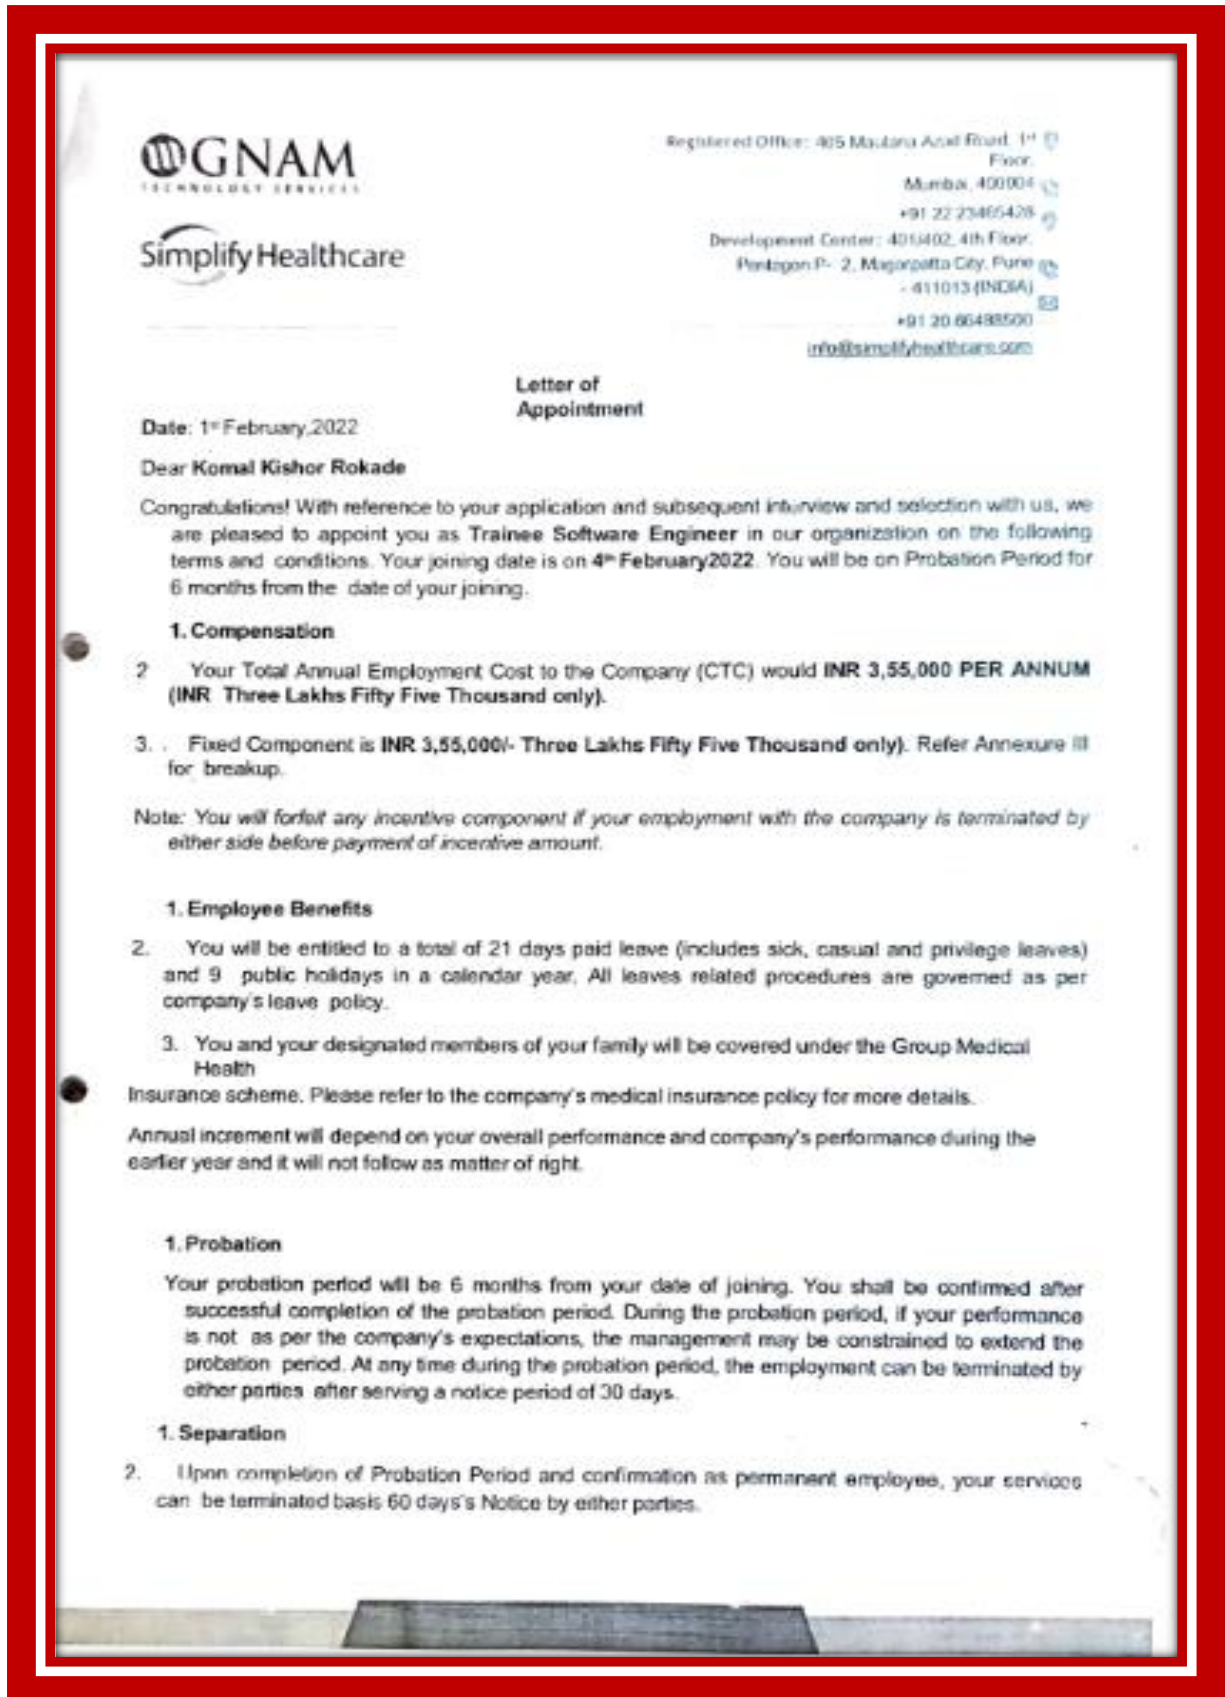 GNAM
TECHNOLOGY SERVICES
Simplify Healthcare
Registered Office: 405 Maulana Azad Road, 1st
Floor,
Mumbai, 400004
+91 22 23465428
Development Center: 401/402, 4th Floor,
Pentagon P- 2, Magarpatta City, Pune
- 411013 (INDIA)
+91 20 66498500
info@simplifyhealthcare.com
Letter of
Appointment
Date: 1st February,2022
Dear Komal Kishor Rokade
Congratulations! With reference to your application and subsequent interview and selection with us, we
are pleased to appoint you as Trainee Software Engineer in our organization on the following
terms and conditions. Your joining date is on 4th February2022. You will be on Probation Period for
6 months from the date of your joining.
1. Compensation
2 Your Total Annual Employment Cost to the Company (CTC) would INR 3,55,000 PER ANNUM
(INR Three Lakhs Fifty Five Thousand only).
3. . Fixed Component is INR 3,55,000/- Three Lakhs Fifty Five Thousand only). Refer Annexure III
for breakup.
Note: You will forfeit any incentive component if your employment with the company is terminated by
either side before payment of incentive amount.
1. Employee Benefits
2. You will be entitled to a total of 21 days paid leave (includes sick, casual and privilege leaves)
and 9 public holidays in a calendar year. All leaves related procedures are governed as per
company's leave policy.
3. You and your designated members of your family will be covered under the Group Medical
Health
Insurance scheme. Please refer to the company's medical insurance policy for more details.
Annual increment will depend on your overall performance and company's performance during the
earlier year and it will not follow as matter of right.
1. Probation
Your probation period will be 6 months from your date of joining. You shall be confirmed after
successful completion of the probation period. During the probation period, if your performance
is not as per the company's expectations, the management may be constrained to extend the
probation period. At any time during the probation period, the employment can be terminated by
either parties after serving a notice period of 30 days.
1. Separation
2. Upon completion of Probation Period and confirmation as permanent employee, your services
can be terminated basis 60 days's Notice by either parties.